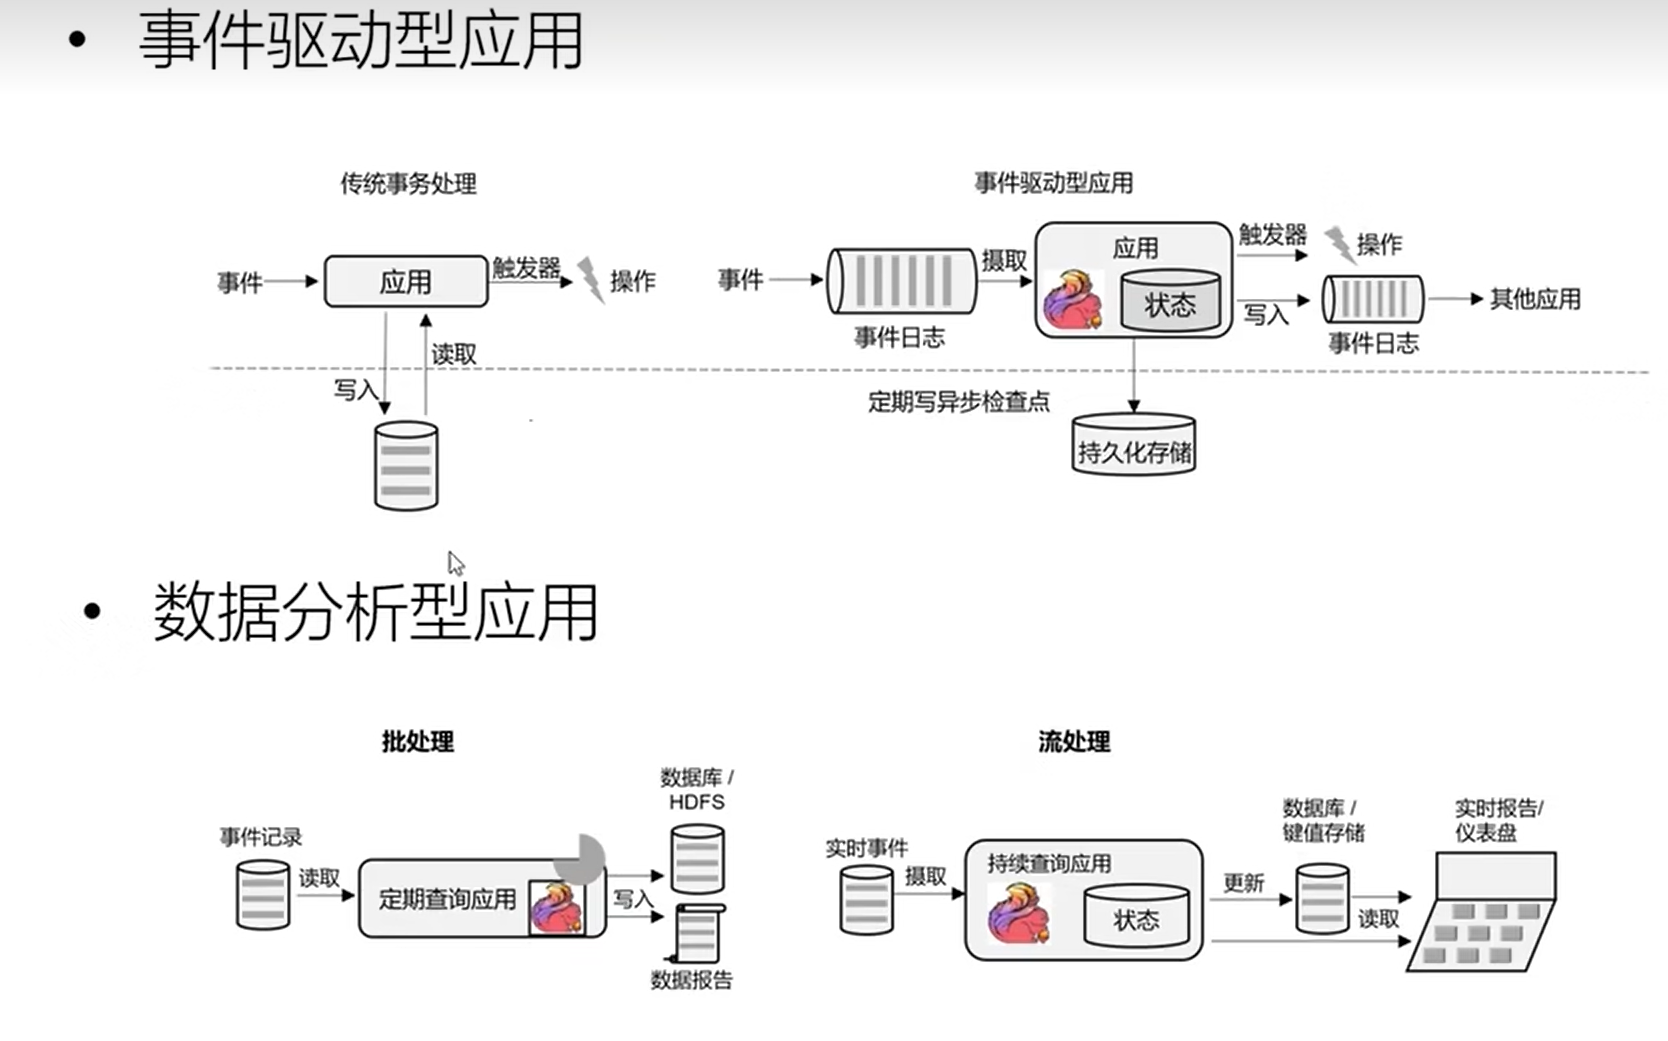 • 事件驱动型应用
传统事务处理
事件
应用
触发器
操作
读取
写入
事件驱动型应用
事件
事件日志
摄取
应用
状态
触发器
操作
写入
事件日志
其他应用
定期写异步检查点
持久化存储
• 数据分析型应用
批处理
事件记录
读取
定期查询应用
写入
数据库 /
HDFS
数据报告
流处理
实时事件
摄取
持续查询应用
状态
更新
数据库 /
键值存储
读取
实时报告/
仪表盘